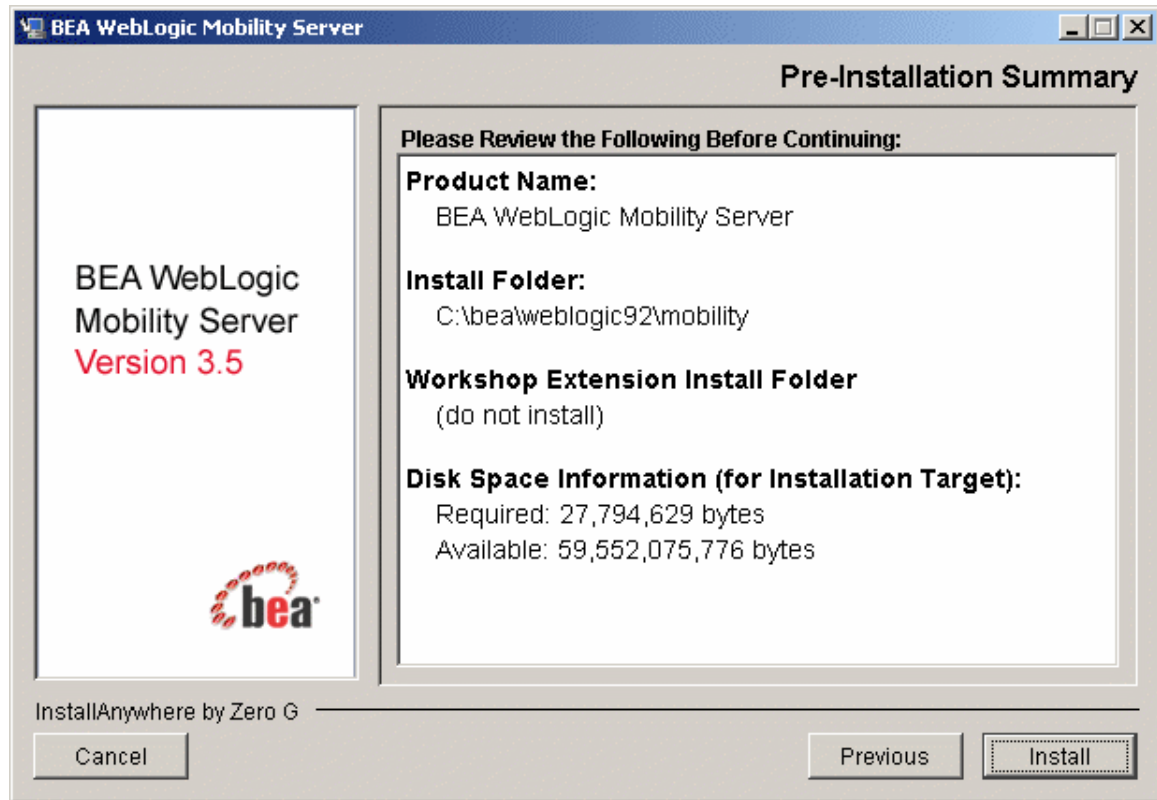 BEA WebLogic Mobility Server
Pre-Installation Summary
BEA WebLogic
Mobility Server
Version 3.5
bea
Please Review the Following Before Continuing:
Product Name:
BEA WebLogic Mobility Server
Install Folder:
C:\bea\weblogic92\mobility
Workshop Extension Install Folder
(do not install)
Disk Space Information (for Installation Target):
Required: 27,794,629 bytes
Available: 59,552,075,776 bytes
InstallAnywhere by Zero G
Cancel
Previous
Install